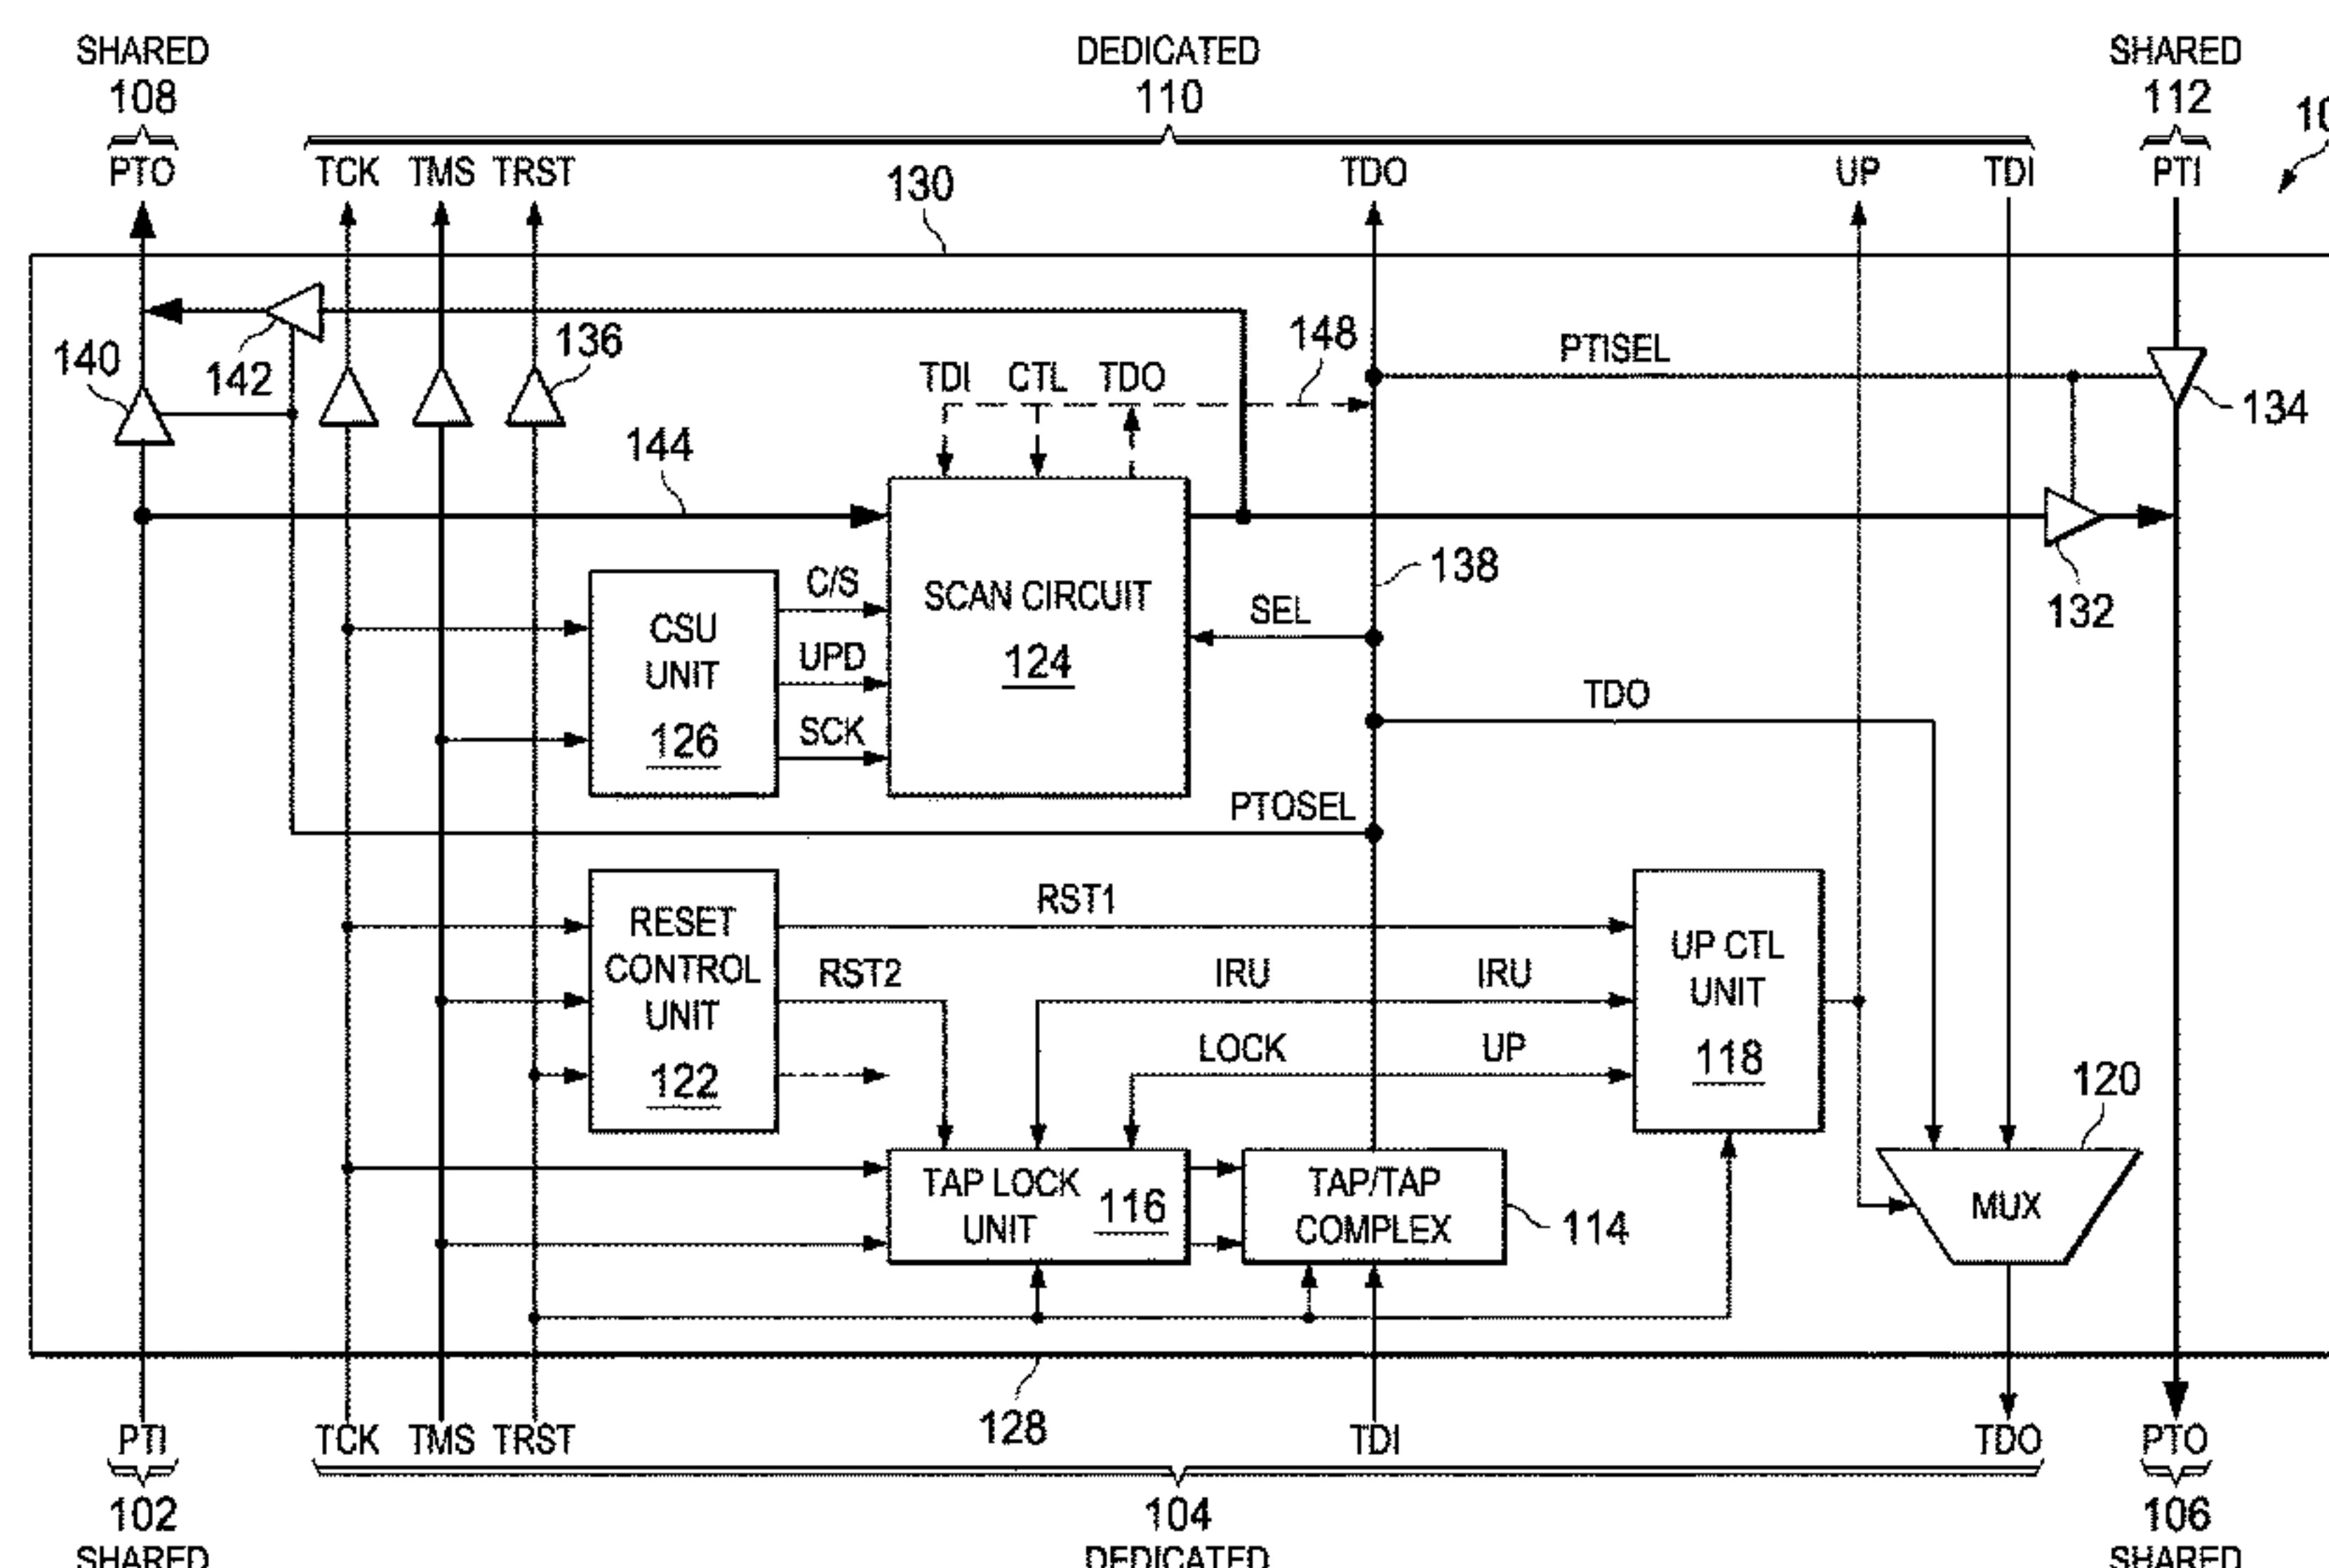 SHARED
108
PTO
DEDICATED
110
SHARED
112
PTI
10
TCK
TMS
TRST
130
TDO
UP
TDI
140
142
136
TDI
CTL
TDO
148
PTISEL
134
144
138
132
CSU
UNIT
126
C/S
UPD
SCK
SCAN CIRCUIT
124
SEL
TDO
PTOSEL
RESET
CONTROL
UNIT
122
RST1
RST2
IRU
IRU
LOCK
UP
UP CTL
UNIT
118
120
TAP LOCK
UNIT
116
TAP/TAP
COMPLEX
114
MUX
128
PTI
TCK
TMS
TRST
TDI
TDO
PTO
102
SHARED
104
DEDICATED
106
SHARED